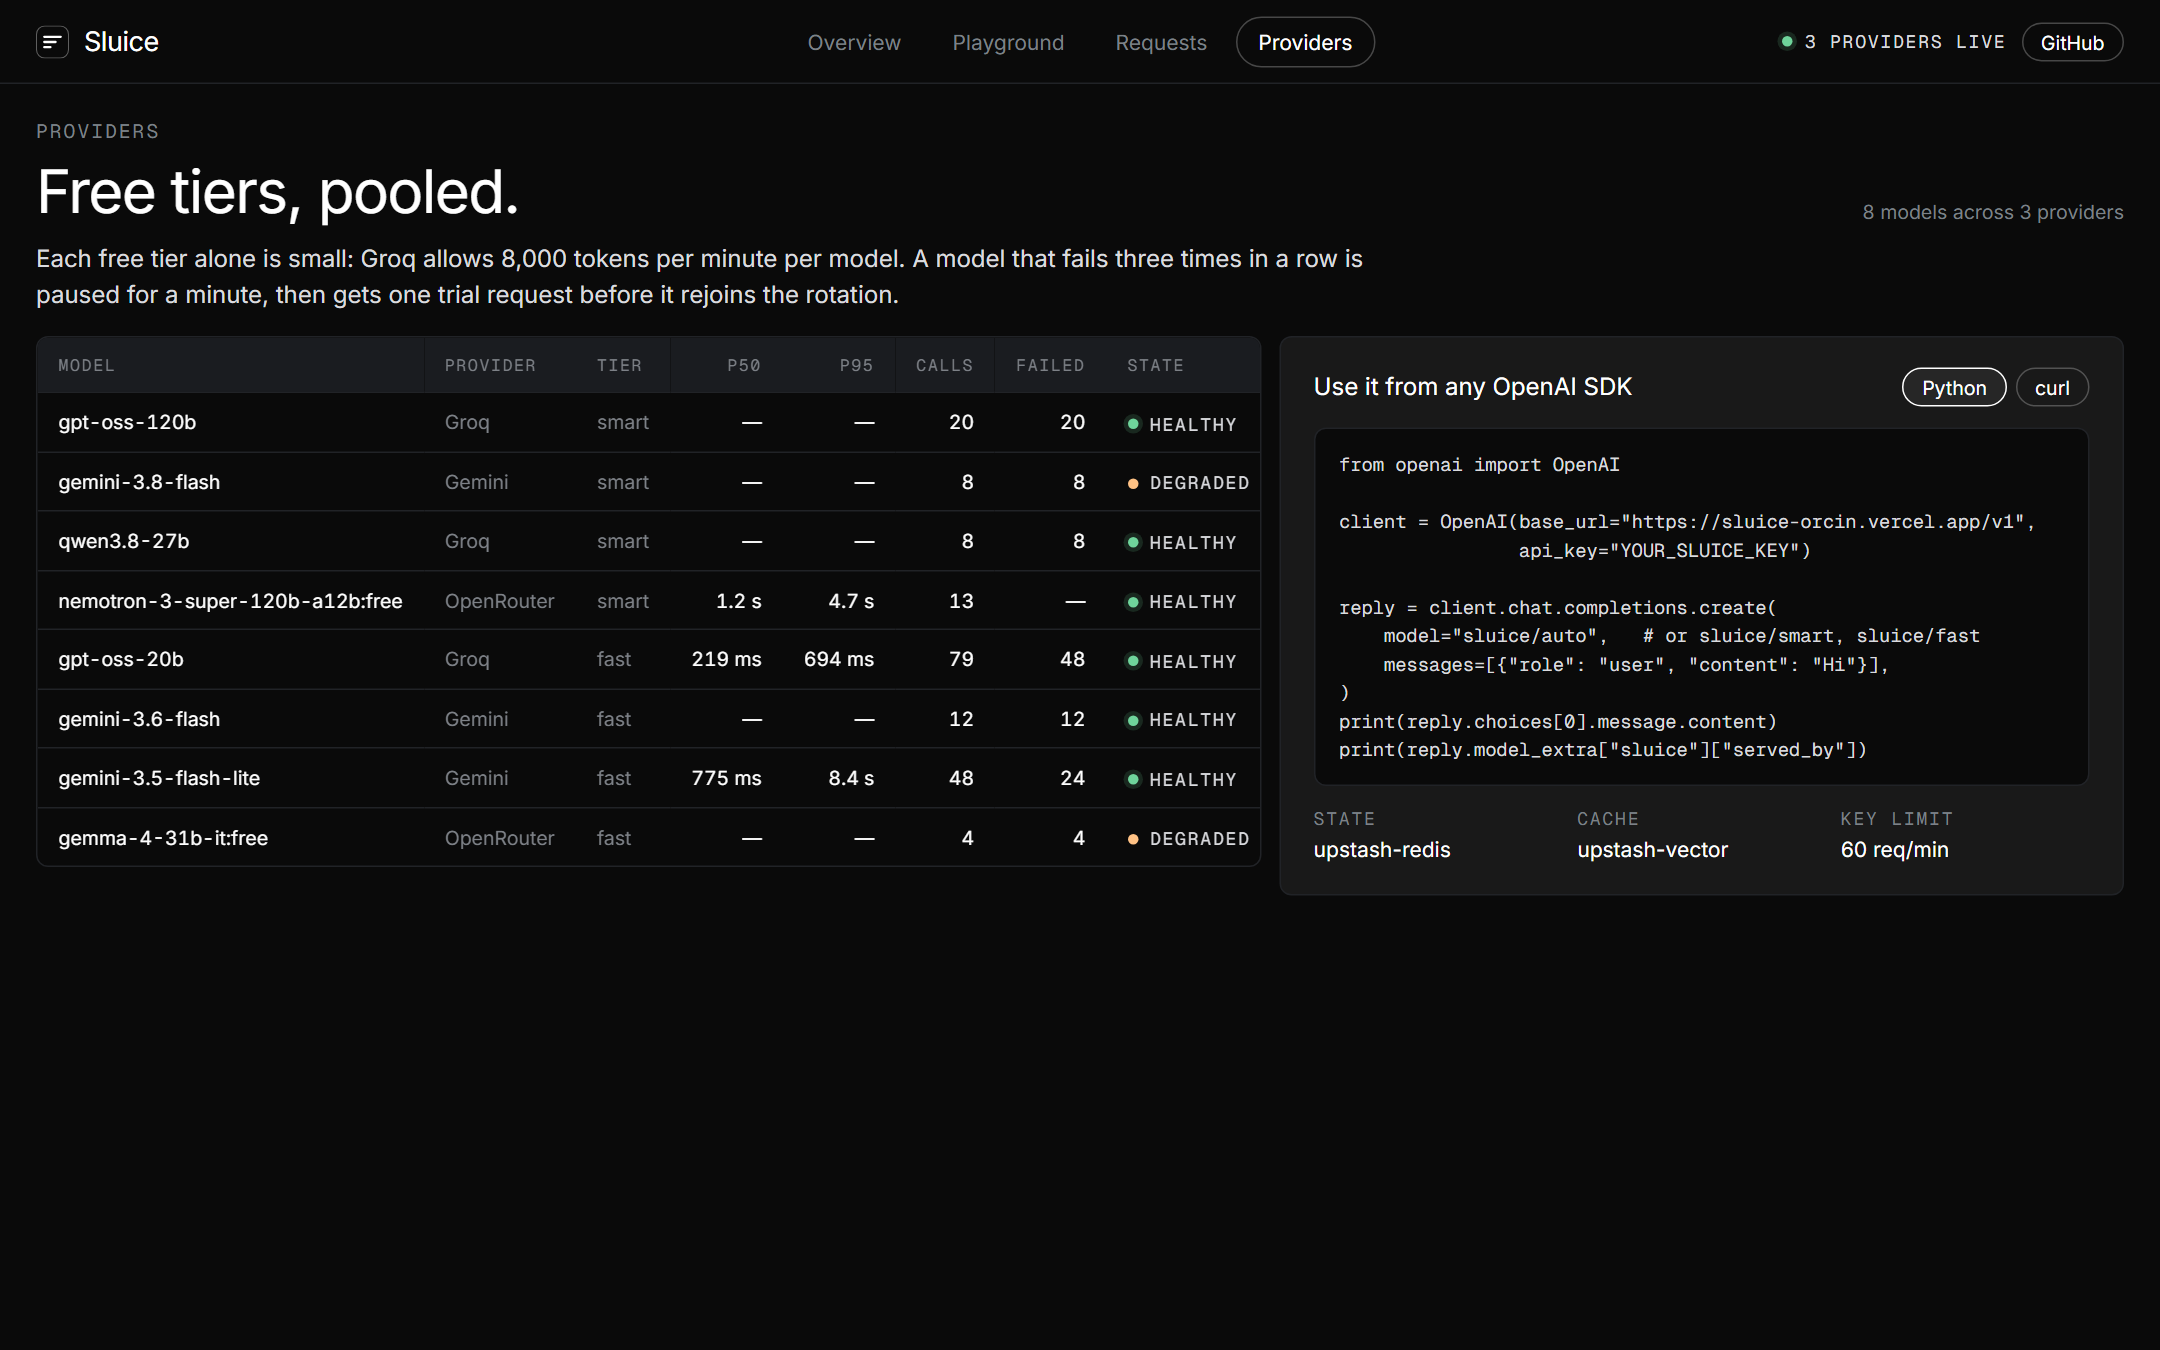 Sluice
Overview
Playground
Requests
Providers
3 PROVIDERS LIVE
GitHub
PROVIDERS
Free tiers, pooled.
8 models across 3 providers
Each free tier alone is small: Groq allows 8,000 tokens per minute per model. A model that fails three times in a row is
paused for a minute, then gets one trial request before it rejoins the rotation.
MODEL PROVIDER TIER P50 P95 CALLS FAILED STATE
gpt-oss-120b Groq smart — — 20 20 HEALTHY
gemini-3.8-flash Gemini smart — — 8 8 DEGRADED
qwen3.8-27b Groq smart — — 8 8 HEALTHY
nemotron-3-super-120b-a12b:free OpenRouter smart 1.2 s 4.7 s 13 — HEALTHY
gpt-oss-20b Groq fast 219 ms 694 ms 79 48 HEALTHY
gemini-3.6-flash Gemini fast — — 12 12 HEALTHY
gemini-3.5-flash-lite Gemini fast 775 ms 8.4 s 48 24 HEALTHY
gemma-4-31b-it:free OpenRouter fast — — 4 4 DEGRADED
Use it from any OpenAI SDK
Python
curl
from openai import OpenAI
client = OpenAI(base_url="https://sluice-orcin.vercel.app/v1",
                api_key="YOUR_SLUICE_KEY")
reply = client.chat.completions.create(
    model="sluice/auto",   # or sluice/smart, sluice/fast
    messages=[{"role": "user", "content": "Hi"}],
)
print(reply.choices[0].message.content)
print(reply.model_extra["sluice"]["served_by"])
STATE CACHE KEY LIMIT
upstash-redis upstash-vector 60 req/min